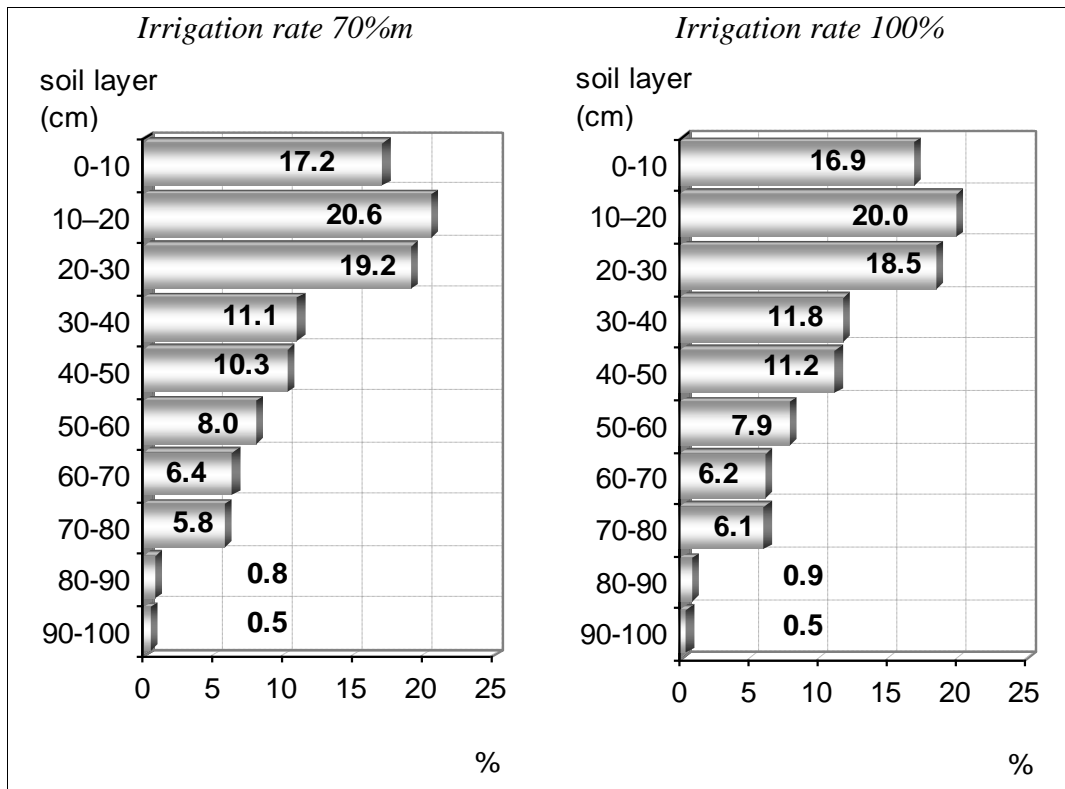 Irrigation rate 70%m
soil layer
(cm)
0-10 17.2
10–20 20.6
20-30 19.2
30-40 11.1
40-50 10.3
50-60 8.0
60-70 6.4
70-80 5.8
80-90 0.8
90-100 0.5
0 5 10 15 20 25
%
Irrigation rate 100%
soil layer
(cm)
0-10 16.9
10–20 20.0
20-30 18.5
30-40 11.8
40-50 11.2
50-60 7.9
60-70 6.2
70-80 6.1
80-90 0.9
90-100 0.5
0 5 10 15 20 25
%